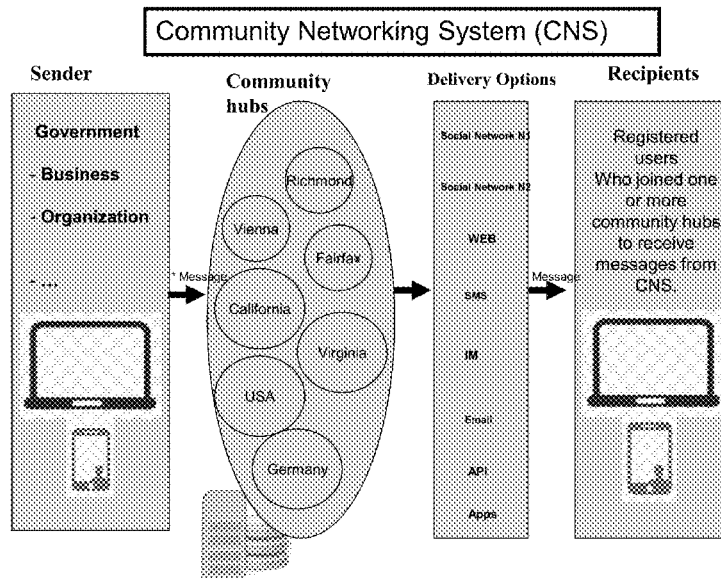 Community Networking System (CNS)
Sender
Government
- Business
- Organization
- ...
* Message
Community
hubs
Richmond
Vienna
Fairfax
California
Virginia
USA
Germany
Delivery Options
Social Network N1
Social Network N2
WEB
SMS
IM
Email
API
Apps
Message
Recipients
Registered
users
Who joined one
or more
community hubs
to receive
messages from
CNS.